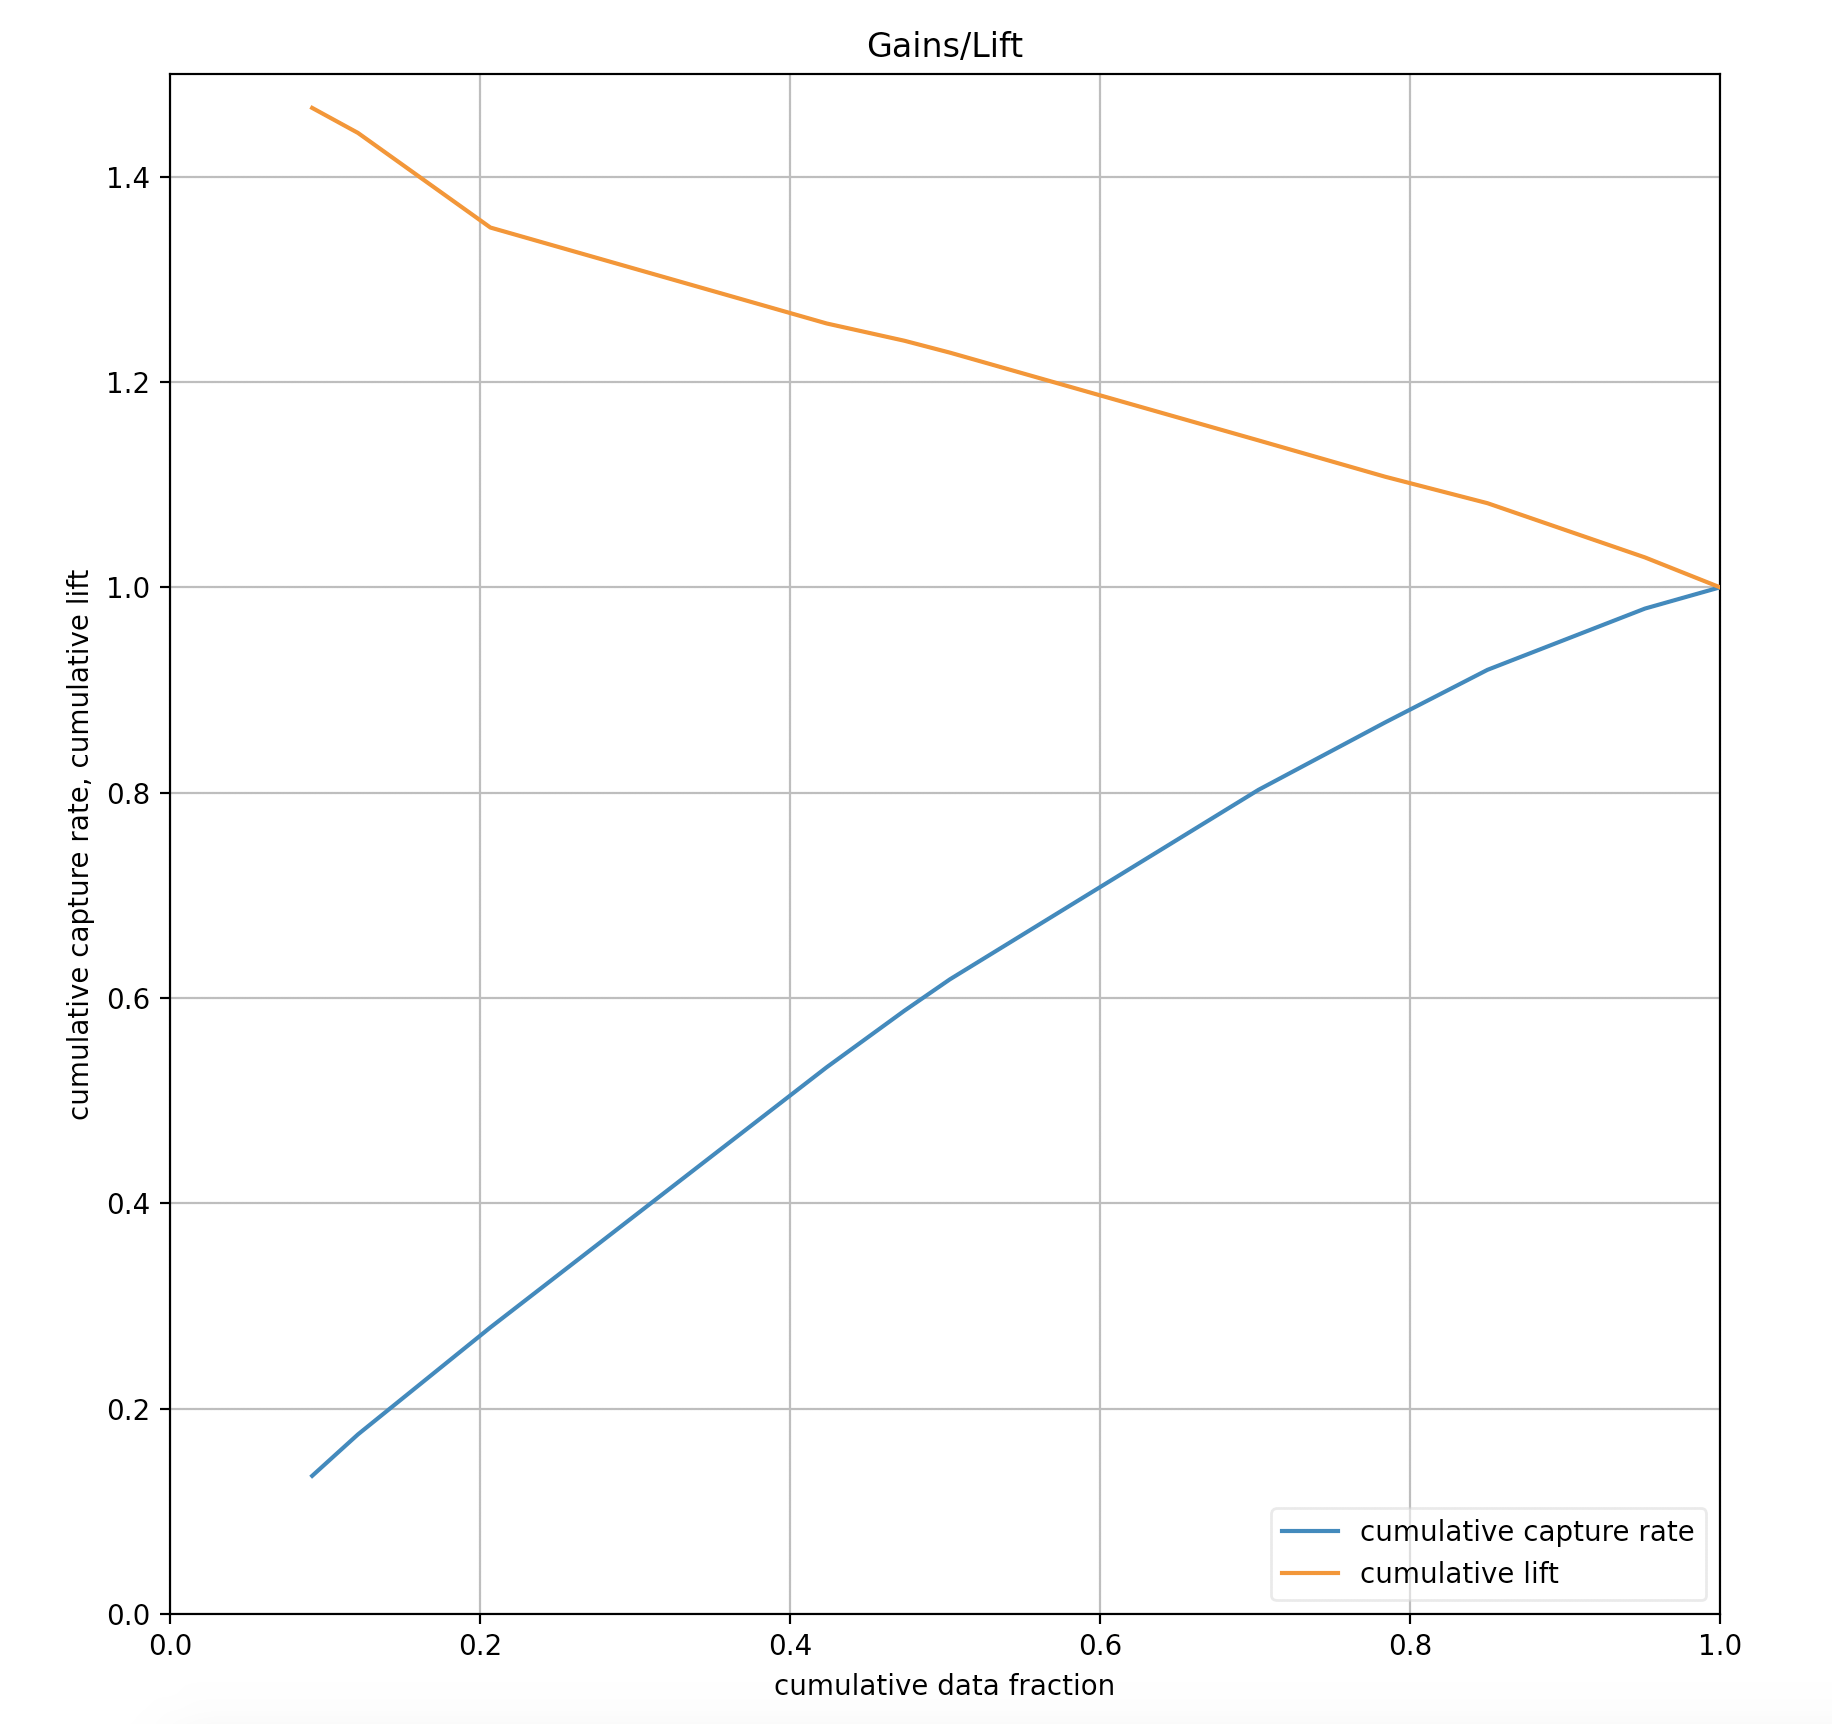 Gains/Lift
cumulative capture rate, cumulative lift
1.4
1.2
1.0
0.8
0.6
0.4
0.2
0.0
0.0 0.2 0.4 0.6 0.8 1.0
cumulative data fraction
cumulative capture rate
cumulative lift